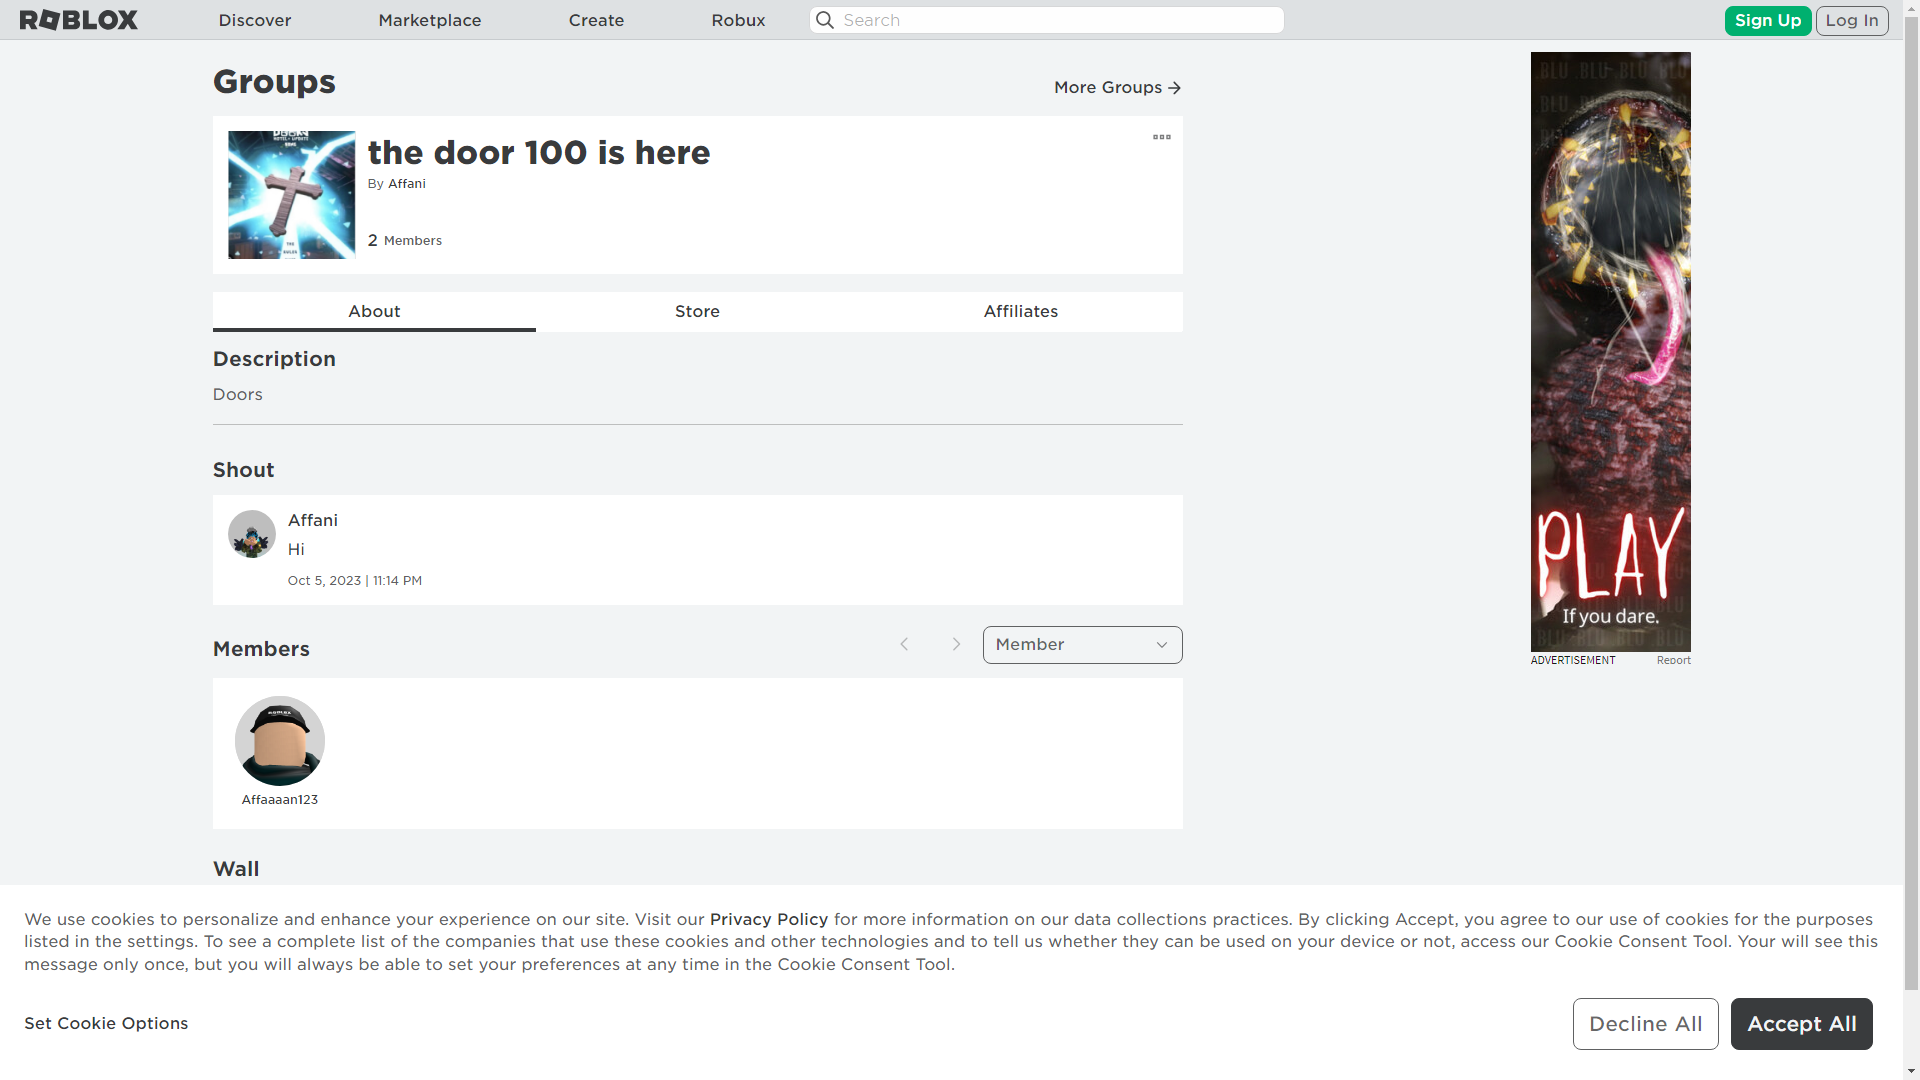 ROBLOX
Discover
Marketplace
Create
Robux
Search
Sign Up
Log In
Groups
More Groups
the door 100 is here
By Affani
2 Members
About
Store
Affiliates
Description
Doors
Shout
Affani
Hi
Oct 5, 2023 | 11:14 PM
Members
Member
Affaaaan123
Wall
PLAY
If you dare.
ADVERTISEMENT
Report
We use cookies to personalize and enhance your experience on our site. Visit our Privacy Policy for more information on our data collections practices. By clicking Accept, you agree to our use of cookies for the purposes
listed in the settings. To see a complete list of the companies that use these cookies and other technologies and to tell us whether they can be used on your device or not, access our Cookie Consent Tool. Your will see this
message only once, but you will always be able to set your preferences at any time in the Cookie Consent Tool.
Set Cookie Options
Decline All
Accept All